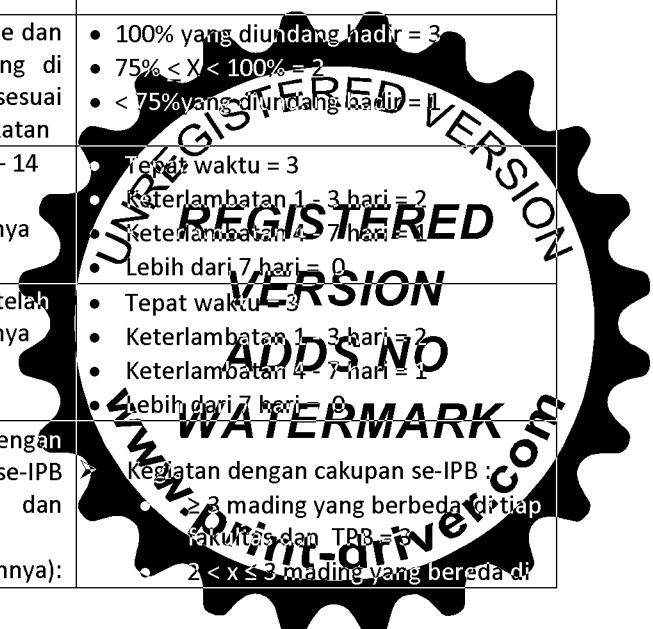 e dan
ng di
sesuai
katan
• 100% yang diundang hadir = 3
• 75% < X < 100% = 2
• < 75%yang diundang hadir = 1
- 14
nya
• Tepat waktu = 3
• Keterlambatan 1 - 3 hari = 2
• Keterlambatan 4 - 7 hari = 1
• Lebih dari 7 hari = 0
telah
nya
• Tepat waktu = 3
• Keterlambatan 1 - 3 hari = 2
• Keterlambatan 4 - 7 hari = 1
• Lebih dari 7 hari = 0
engan
se-IPB
dan
nnya):
➢ Kegiatan dengan cakupan se-IPB :
• ≥ 3 mading yang berbeda di tiap
fakultas dan TPB = 3
• 2 < x ≤ 3 mading yang bereda di
UNREGISTERED VERSION
REGISTERED
VERSION
ADDS NO
WATERMARK
www.print-driver.com